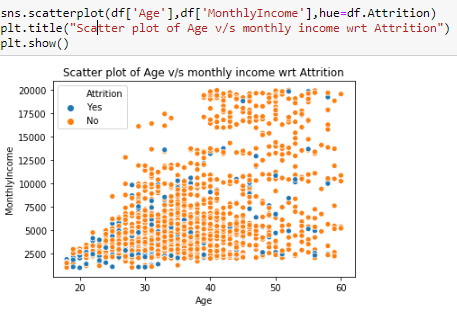 sns.scatterplot(df['Age'],df['MonthlyIncome'],hue=df.Attrition)
plt.title("Scatter plot of Age v/s monthly income wrt Attrition")
plt.show()
Scatter plot of Age v/s monthly income wrt Attrition
Attrition
Yes
No
20000
17500
15000
12500
10000
7500
5000
2500
MonthlyIncome
20
30
40
50
60
Age